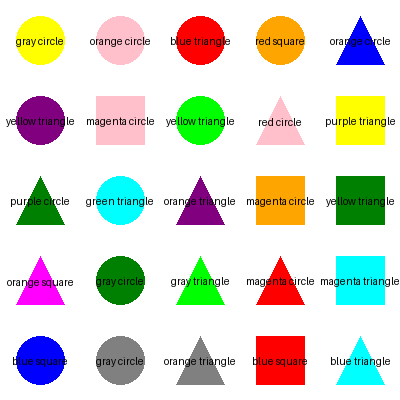 gray circle
orange circle
blue triangle
red square
orange circle
yellow triangle
magenta circle
yellow triangle
red circle
purple triangle
purple circle
green triangle
orange triangle
magenta circle
yellow triangle
orange square
gray circle
gray triangle
magenta circle
magenta triangle
blue square
gray circle
orange triangle
blue square
blue triangle